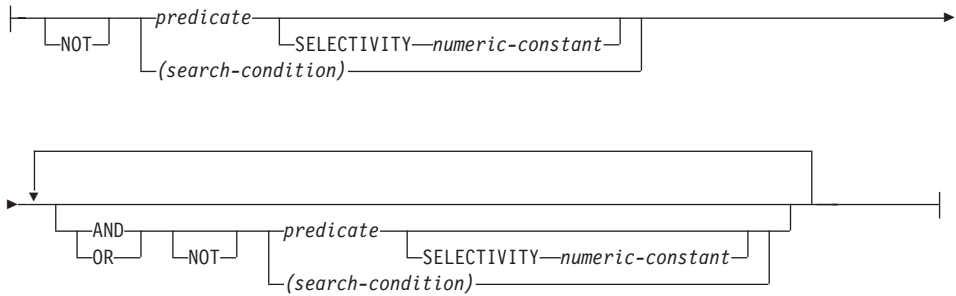 predicate
NOT SELECTIVITY numeric-constant
(search-condition)
AND predicate
OR NOT SELECTIVITY numeric-constant
(search-condition)